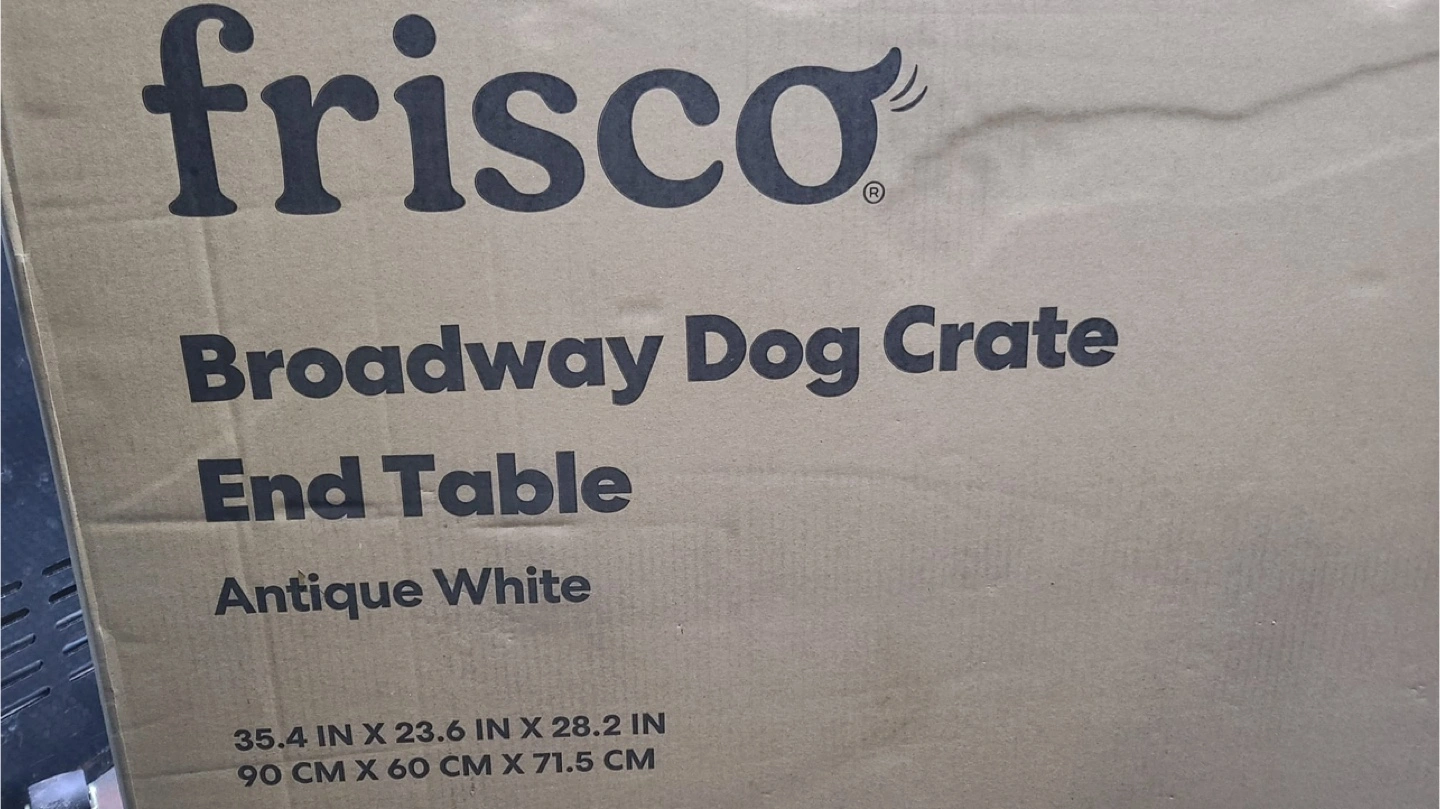 frisco®
Broadway Dog Crate
End Table
Antique White
35.4 IN X 23.6 IN X 28.2 IN
90 CM X 60 CM X 71.5 CM